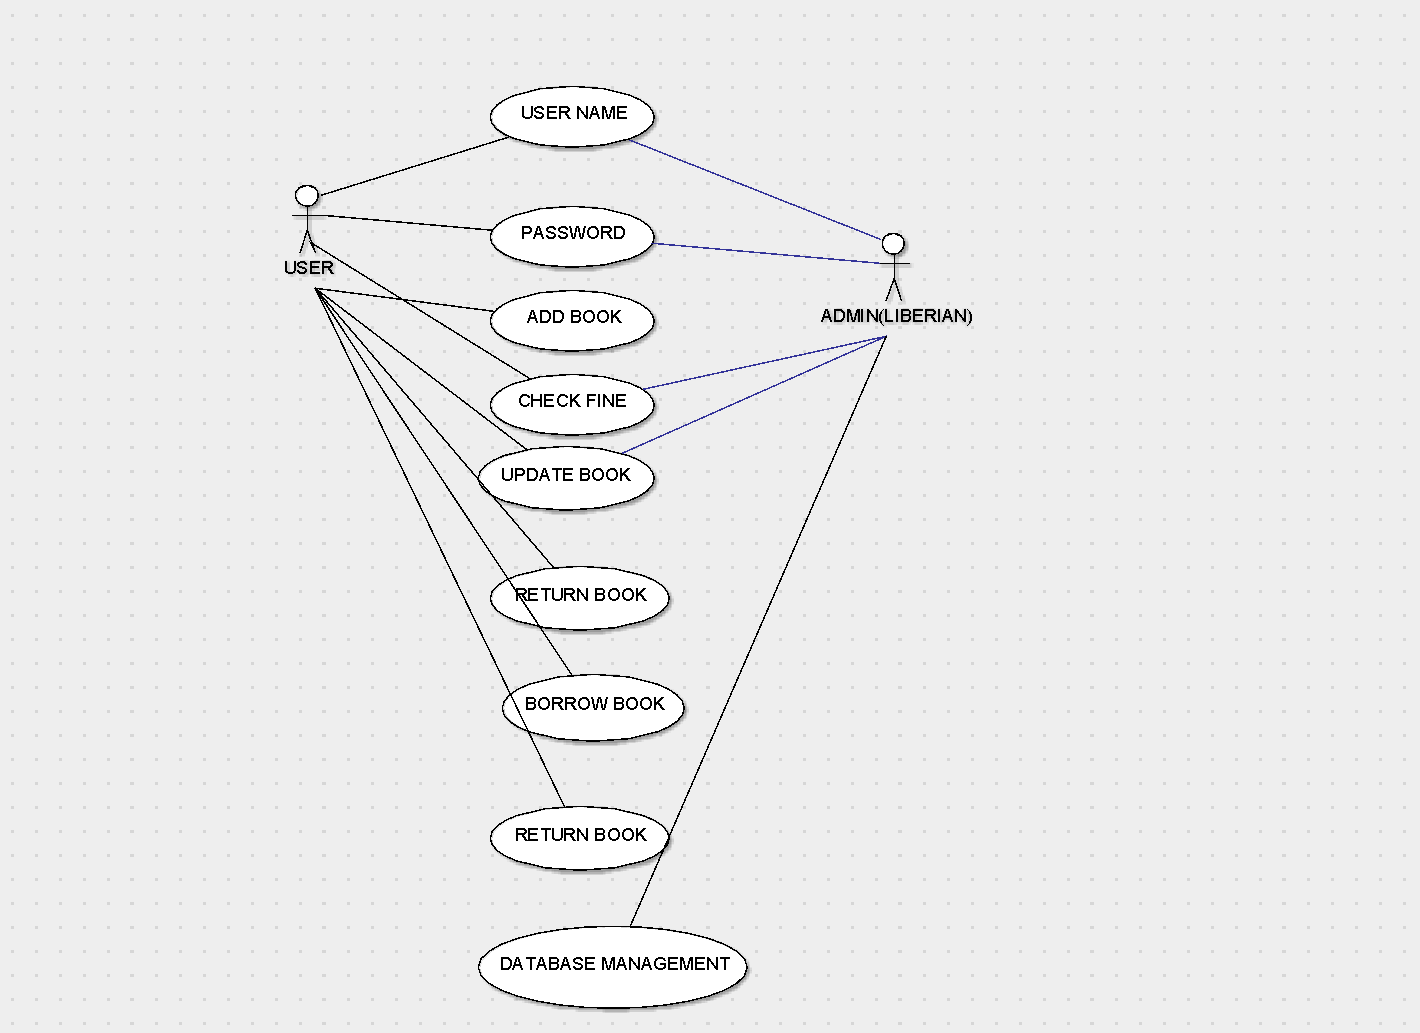 USER NAME
PASSWORD
USER
ADD BOOK
ADMIN(LIBERIAN)
CHECK FINE
UPDATE BOOK
RETURN BOOK
BORROW BOOK
RETURN BOOK
DATABASE MANAGEMENT